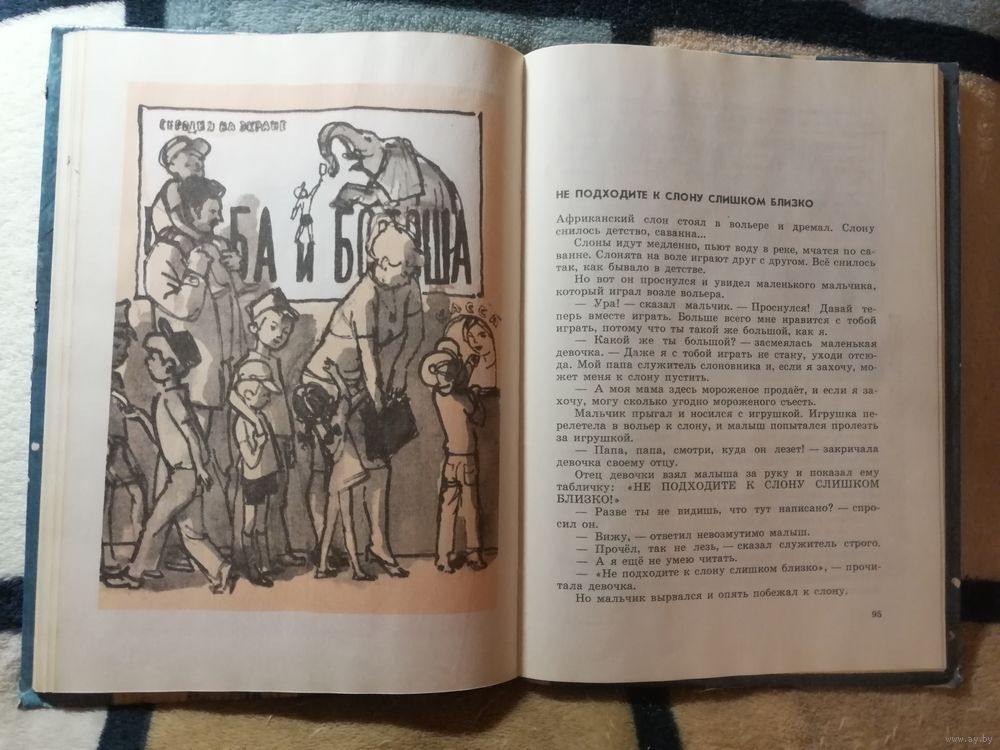 СЕГОДНЯ НА ЭКРАНЕ
БА И БО ША
КАССА
НЕ ПОДХОДИТЕ К СЛОНУ СЛИШКОМ БЛИЗКО
Африканский слон стоял в вольере и дремал. Слону
снилось детство, саванна...
Слоны идут медленно, пьют воду в реке, мчатся по са-
ванне. Слонята на воле играют друг с другом. Всё снилось
так, как бывало в детстве.
Но вот он проснулся и увидел маленького мальчика,
который играл возле вольера.
— Ура! — сказал мальчик. — Проснулся! Давай те-
перь вместе играть. Больше всего мне нравится с тобой
играть, потому что ты такой же большой, как я.
— Какой же ты большой? — засмеялась маленькая
девочка. — Даже я с тобой играть не стану, уходи отсю-
да. Мой папа служитель слоновника и, если я захочу, мо-
жет меня к слону пустить.
— А моя мама здесь мороженое продаёт, и если я за-
хочу, могу сколько угодно мороженого съесть.
Мальчик прыгал и носился с игрушкой. Игрушка пе-
релетела в вольер к слону, и малыш попытался пролезть
за игрушкой.
— Папа, папа, смотри, куда он лезет! — закричала
девочка своему отцу.
Отец девочки взял малыша за руку и показал ему
табличку: «НЕ ПОДХОДИТЕ К СЛОНУ СЛИШКОМ
БЛИЗКО!»
— Разве ты не видишь, что тут написано? — спро-
сил он.
— Вижу, — ответил невозмутимо малыш.
— Прочёл, так не лезь, — сказал служитель строго.
— А я ещё не умею читать.
— «Не подходите к слону слишком близко», — прочи-
тала девочка.
Но мальчик вырвался и опять побежал к слону.
95
www.ay.by